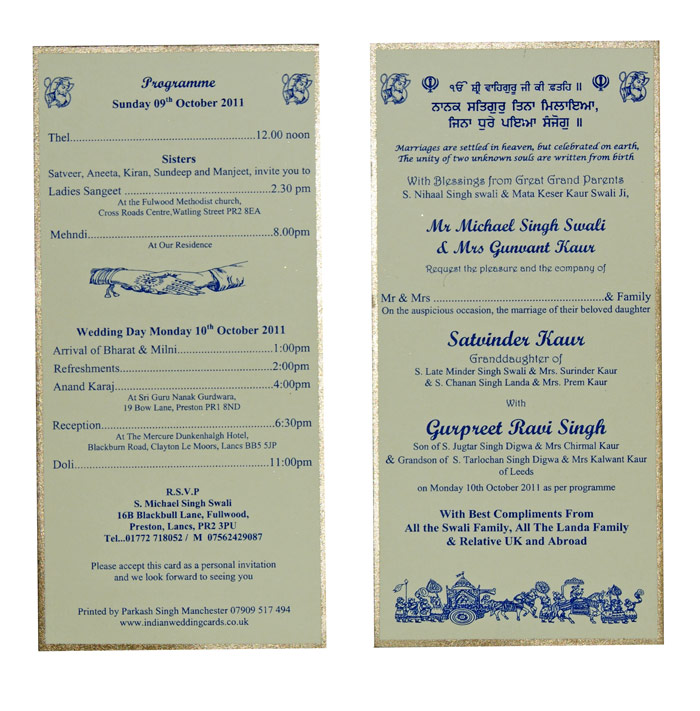 Programme
Sunday 09th October 2011
Thel..............................................12.00 noon
Sisters
Satveer, Aneeta, Kiran, Sundeep and Manjeet, invite you to
Ladies Sangeet .....................................2.30 pm
At the Fulwood Methodist church,
Cross Roads Centre,Watling Street PR2 8EA
Mehndi..............................................8.00pm
At Our Residence
Wedding Day Monday 10th October 2011
Arrival of Bharat & Milni........................1:00pm
Refreshments......................................2:00pm
Anand Karaj.......................................4:00pm
At Sri Guru Nanak Gurdwara,
19 Bow Lane, Preston PR1 8ND
Reception..........................................6:30pm
At The Mercure Dunkenhalgh Hotel,
Blackburn Road, Clayton Le Moors, Lancs BB5 5JP
Doli.................................................11:00pm
R.S.V.P
S. Michael Singh Swali
16B Blackbull Lane, Fullwood,
Preston, Lancs, PR2 3PU
Tel...01772 718052 / M 07562429087
Please accept this card as a personal invitation
and we look forward to seeing you
Printed by Parkash Singh Manchester 07909 517 494
www.indianweddingcards.co.uk
ੴ ਸ੍ਰੀ ਵਾਹਿਗੁਰੂ ਜੀ ਕੀ ਫਤਹਿ ॥
ਨਾਨਕ ਸਤਿਗੁਰੁ ਤਿਨਾ ਮਿਲਾਇਆ,
ਜਿਨਾ ਧੁਰੇ ਪਇਆ ਸੰਜੋਗੁ ॥
Marriages are settled in heaven, but celebrated on earth,
The unity of two unknown souls are written from birth
With Blessings from Great Grand Parents
S. Nihaal Singh swali & Mata Keser Kaur Swali Ji,
Mr Michael Singh Swali
& Mrs Gunvant Kaur
Request the pleasure and the company of
Mr & Mrs ...........................................& Family
On the auspicious occasion, the marriage of their beloved daughter
Satvinder Kaur
Granddaughter of
S. Late Minder Singh Swali & Mrs. Surinder Kaur
& S. Chanan Singh Landa & Mrs. Prem Kaur
With
Gurpreet Ravi Singh
Son of S. Jugtar Singh Digwa & Mrs Chirmal Kaur
& Grandson of S. Tarlochan Singh Digwa & Mrs Kalwant Kaur
of Leeds
on Monday 10th October 2011 as per programme
With Best Compliments From
All the Swali Family, All The Landa Family
& Relative UK and Abroad